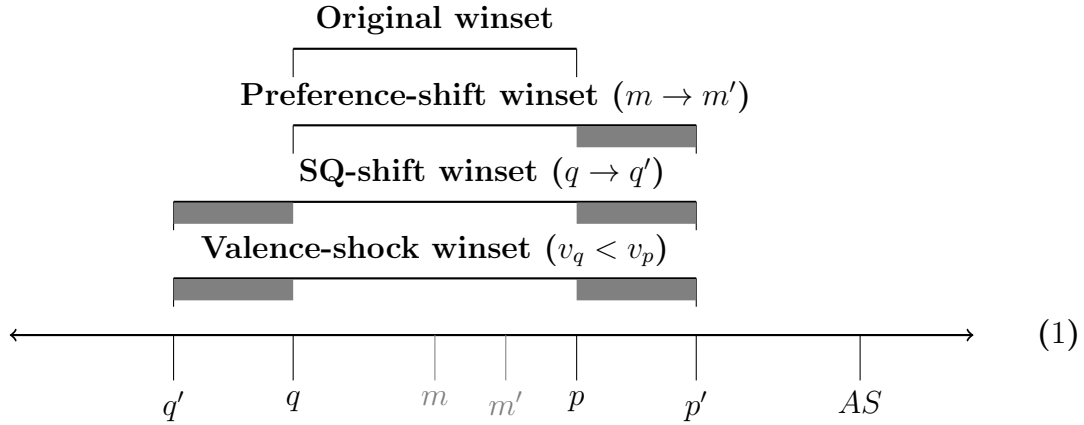 Original winset
Preference-shift winset (m → m′)
SQ-shift winset (q → q′)
Valence-shock winset (v_q < v_p)
(1)
q′ q m m′ p p′ AS